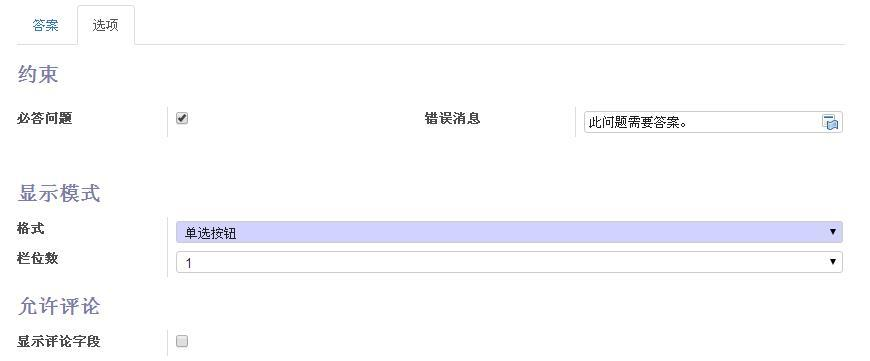 答案 选项
约束
必答问题 错误消息 此问题需要答案。
显示模式
格式 单选按钮
栏位数 1
允许评论
显示评论字段